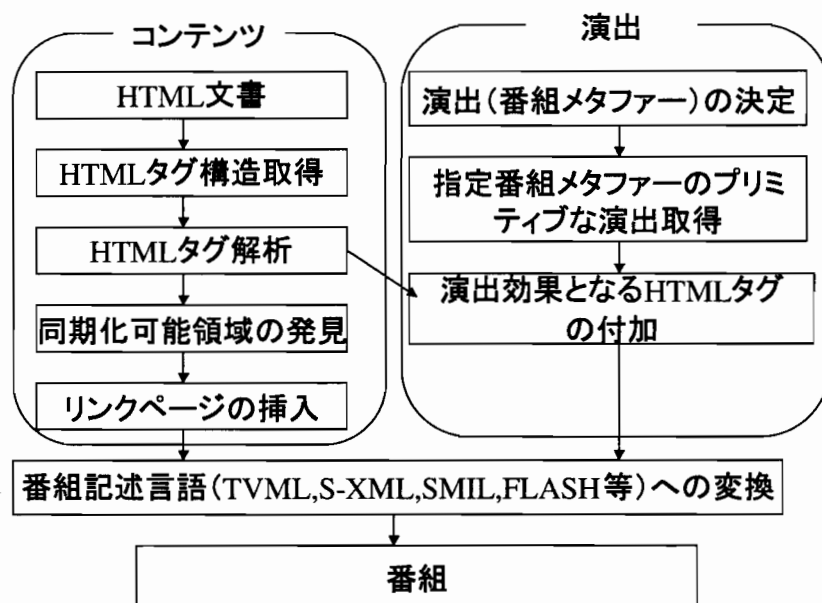 コンテンツ
HTML文書
HTMLタグ構造取得
HTMLタグ解析
同期化可能領域の発見
リンクページの挿入
演出
演出(番組メタファー)の決定
指定番組メタファーのプリミ
ティブな演出取得
演出効果となるHTMLタグ
の付加
番組記述言語(TVML,S-XML,SMIL,FLASH等)への変換
番組